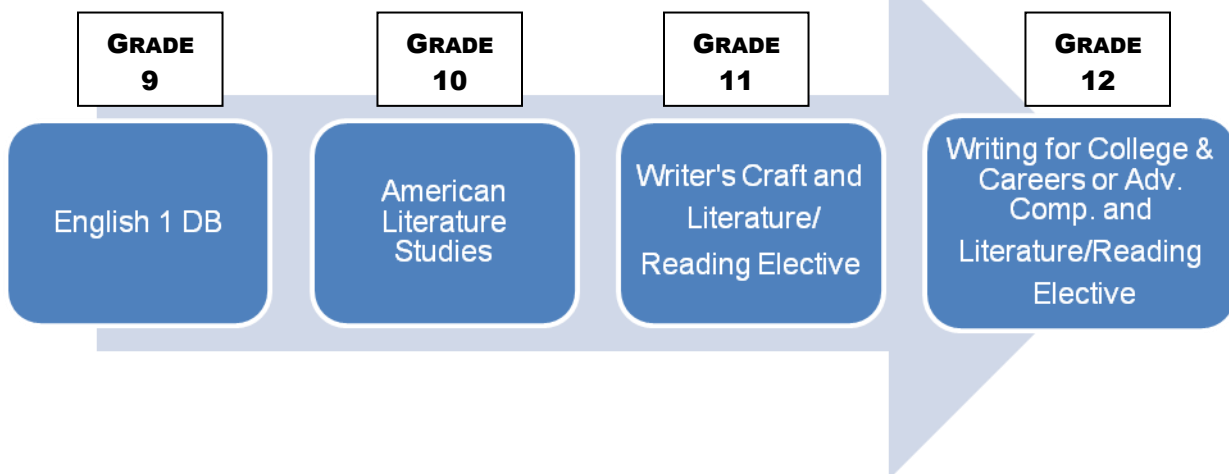 GRADE
9
GRADE
10
GRADE
11
GRADE
12
English 1 DB
American
Literature
Studies
Writer's Craft and
Literature/
Reading Elective
Writing for College &
Careers or Adv.
Comp. and
Literature/Reading
Elective